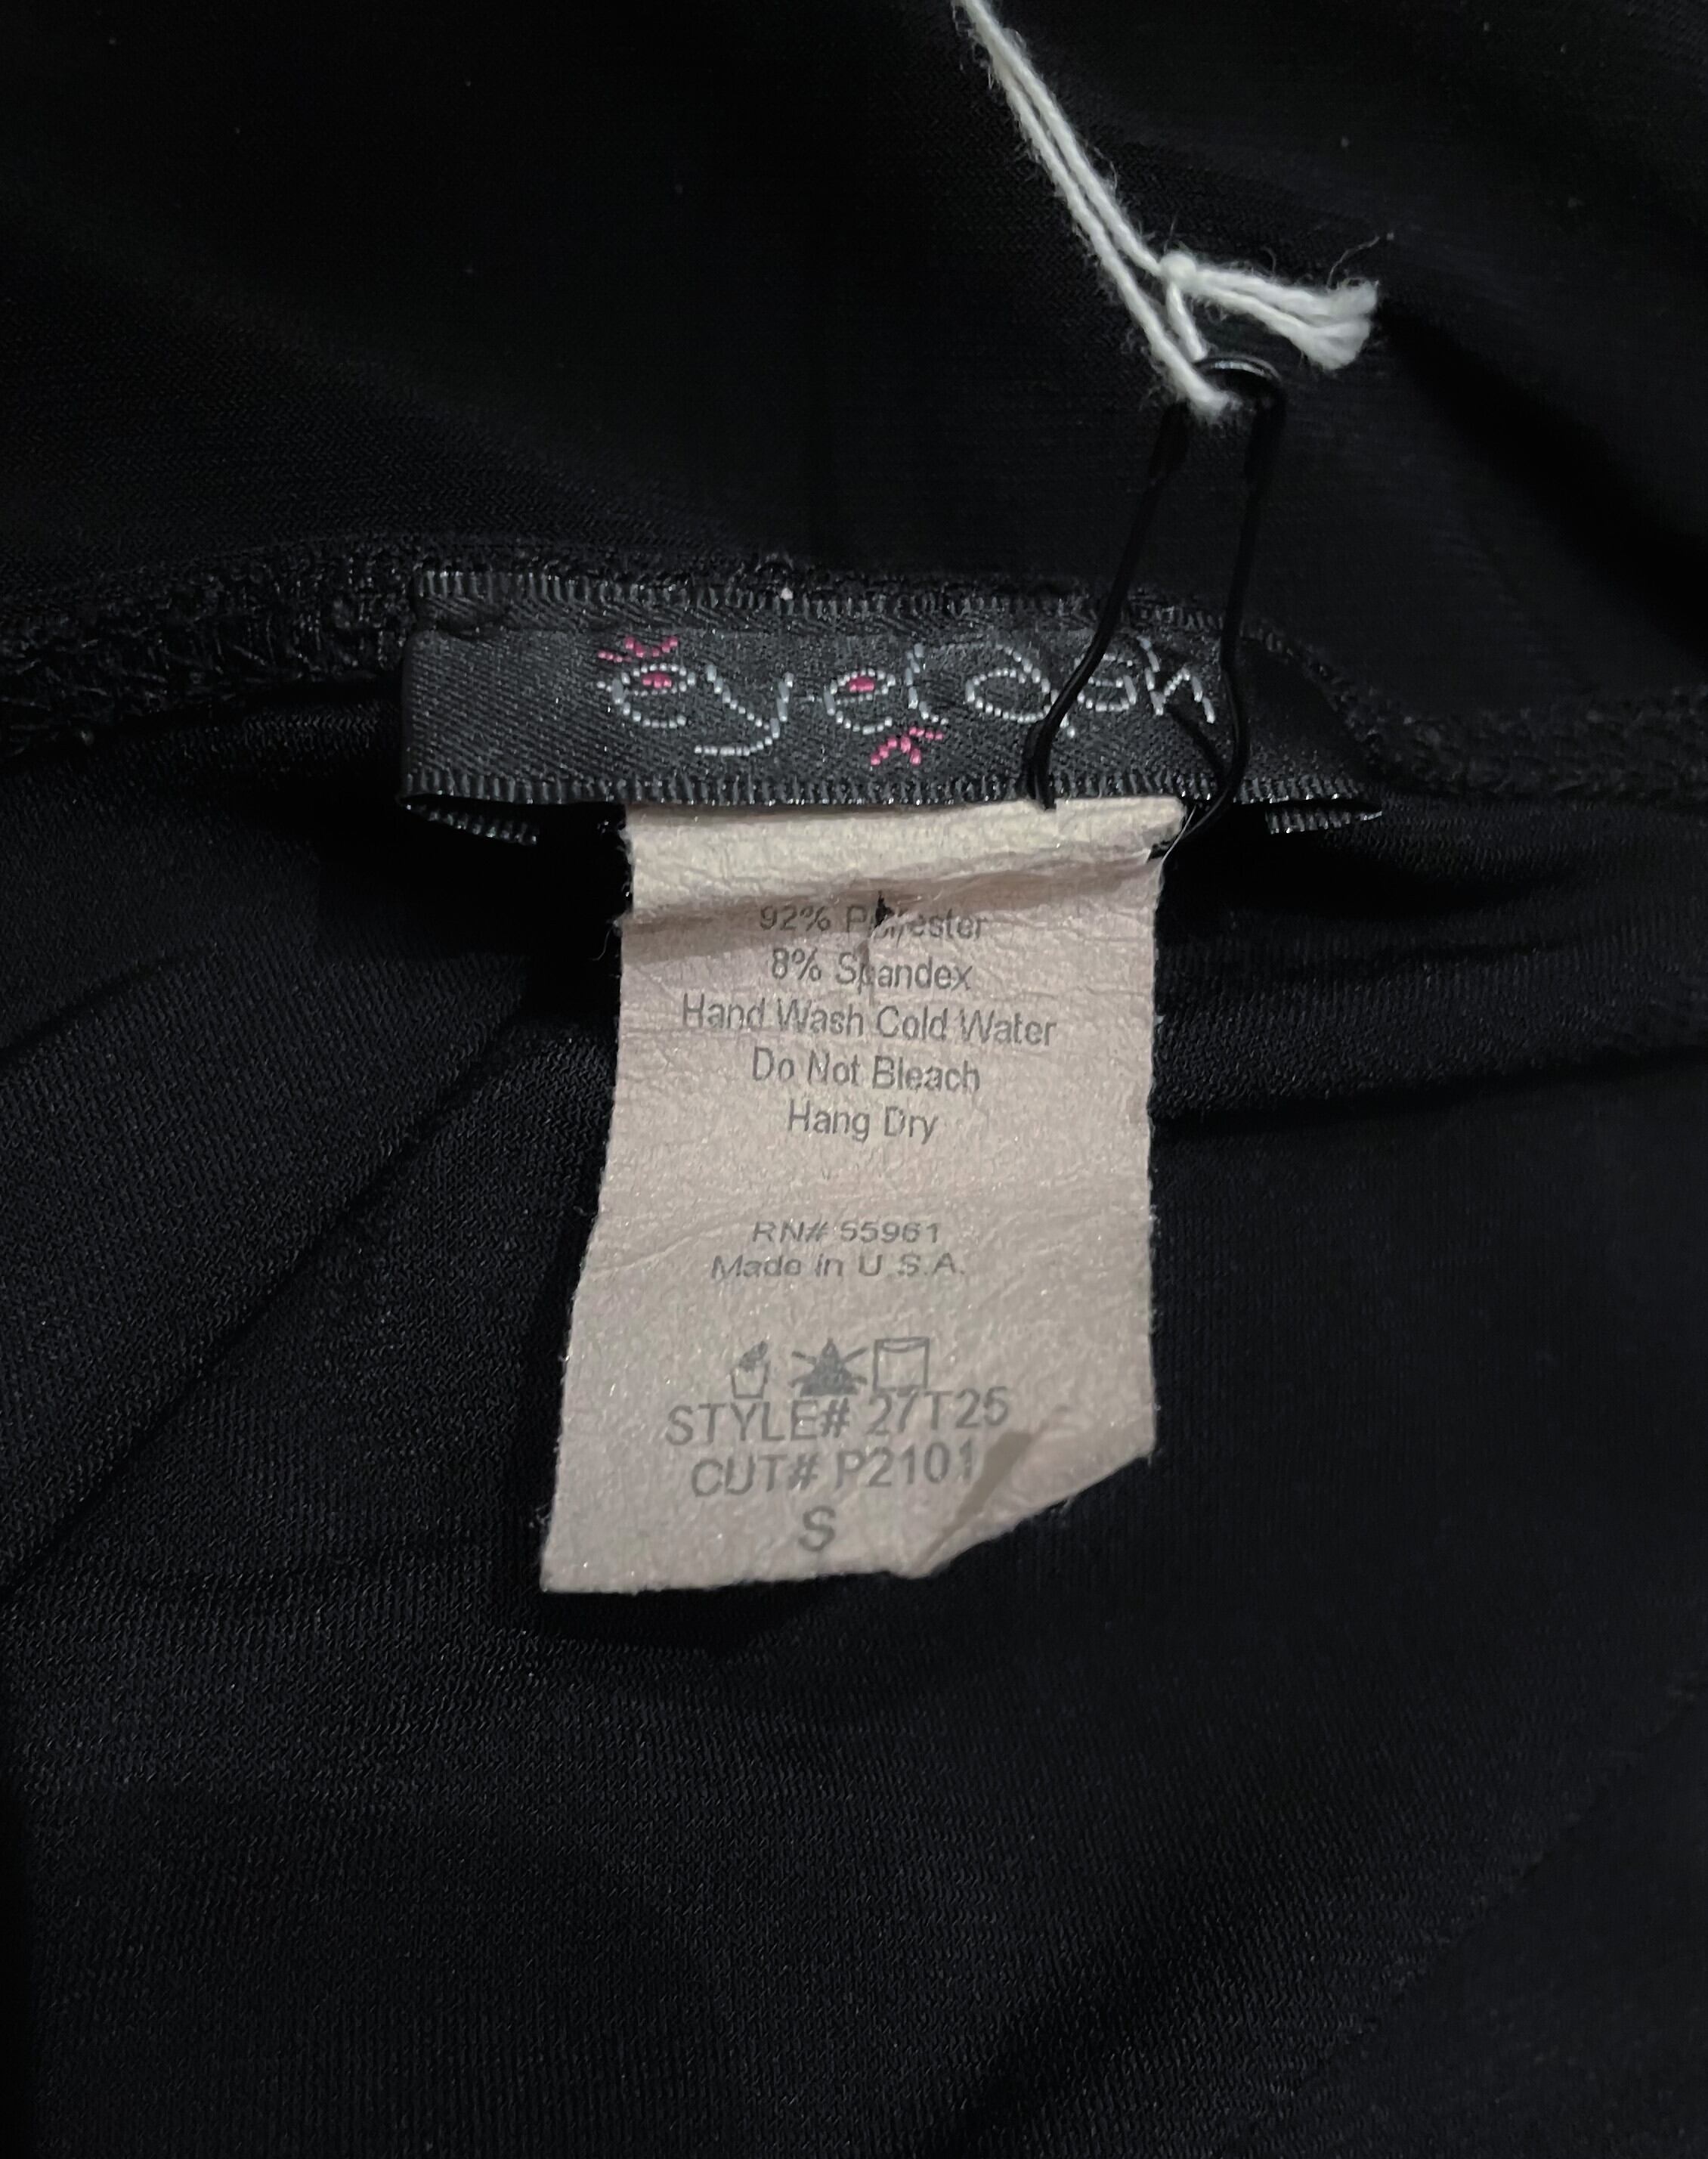 eyelash
92% Polyester
8% Spandex
Hand Wash Cold Water
Do Not Bleach
Hang Dry
RN# 55961
Made in U.S.A.
STYLE# 27T25
CUT# P2101
S